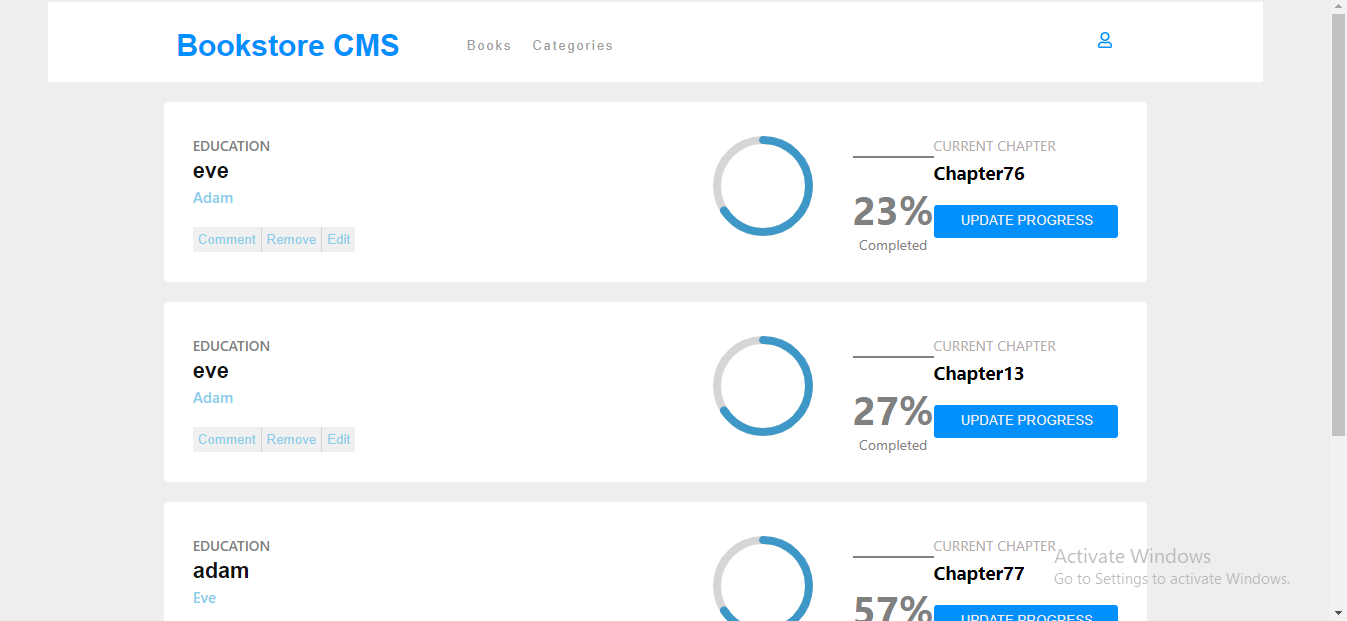 Bookstore CMS
Books
Categories
EDUCATION
eve
Adam
Comment
Remove
Edit
23%
Completed
CURRENT CHAPTER
Chapter76
UPDATE PROGRESS
EDUCATION
eve
Adam
Comment
Remove
Edit
27%
Completed
CURRENT CHAPTER
Chapter13
UPDATE PROGRESS
EDUCATION
adam
Eve
57%
CURRENT CHAPTER
Chapter77
UPDATE PROGRESS
Activate Windows
Go to Settings to activate Windows.